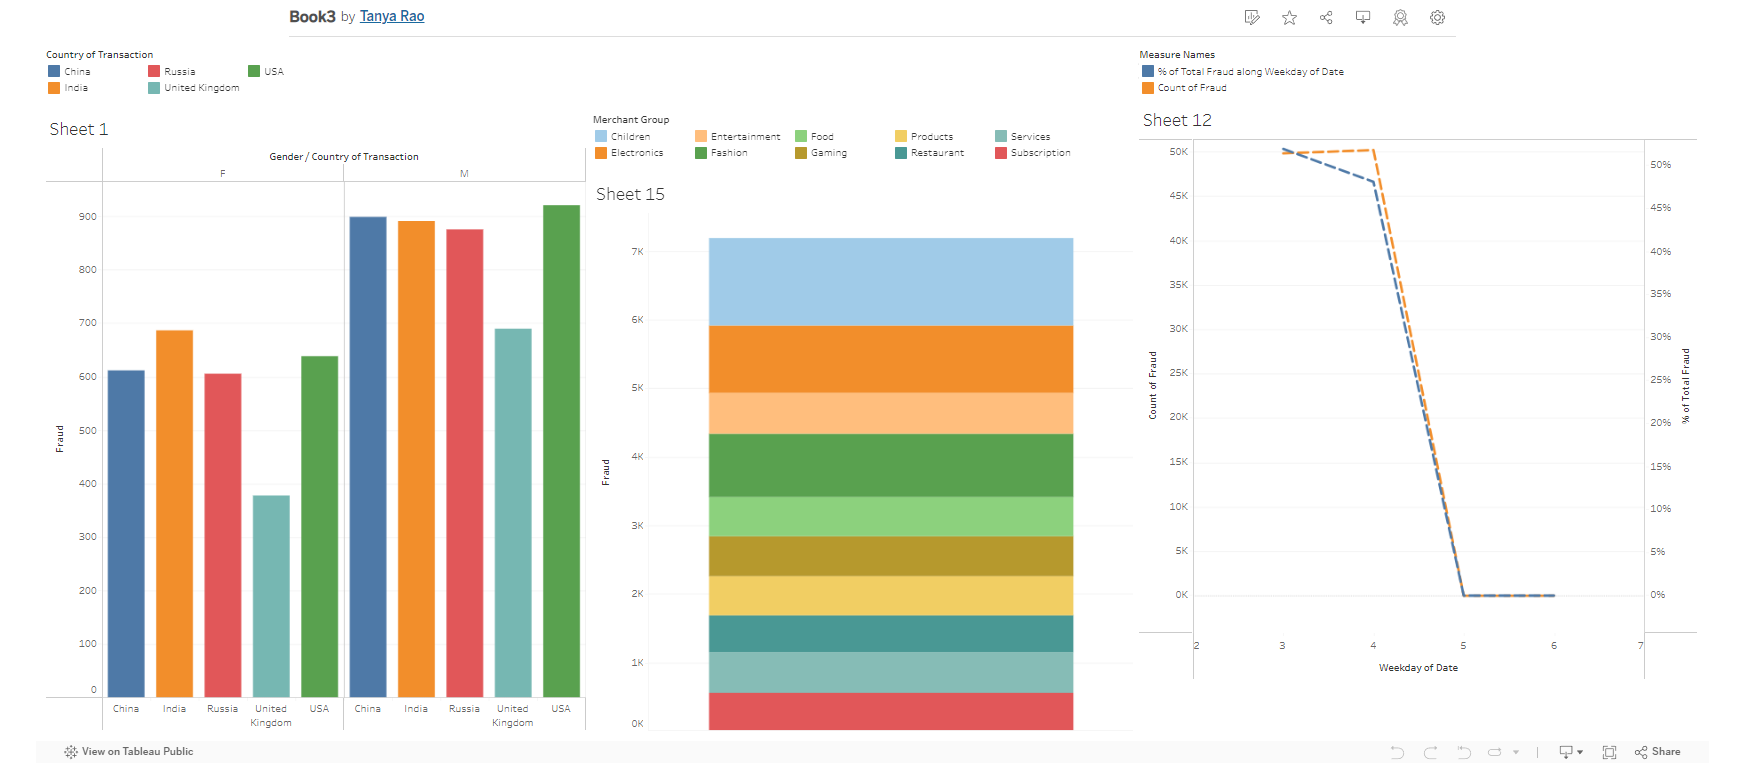 Book3 by Tanya Rao
Country of Transaction
China
Russia
USA
India
United Kingdom
Sheet 1
Gender / Country of Transaction
F
M
900
800
700
600
500
400
300
200
100
0
Fraud
China
India
Russia
United
Kingdom
USA
China
India
Russia
United
Kingdom
USA
Merchant Group
Children
Entertainment
Food
Products
Services
Electronics
Fashion
Gaming
Restaurant
Subscription
Sheet 15
7K
6K
5K
4K
3K
2K
1K
0K
Fraud
Measure Names
% of Total Fraud along Weekday of Date
Count of Fraud
Sheet 12
50K
45K
40K
35K
30K
25K
20K
15K
10K
5K
0K
Count of Fraud
50%
45%
40%
35%
30%
25%
20%
15%
10%
5%
0%
% of Total Fraud
2
3
4
5
6
7
Weekday of Date
View on Tableau Public
Share